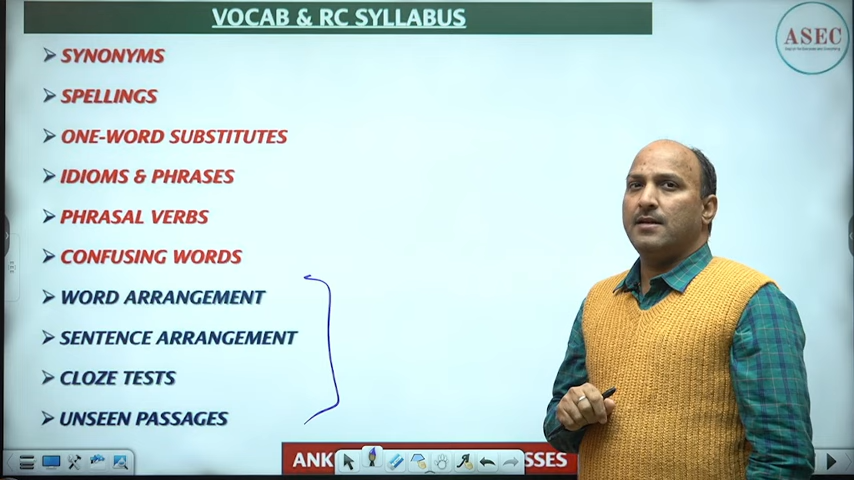 VOCAB & RC SYLLABUS
ASEC
➢ SYNONYMS
➢ SPELLINGS
➢ ONE-WORD SUBSTITUTES
➢ IDIOMS & PHRASES
➢ PHRASAL VERBS
➢ CONFUSING WORDS
➢ WORD ARRANGEMENT
➢ SENTENCE ARRANGEMENT
➢ CLOZE TESTS
➢ UNSEEN PASSAGES